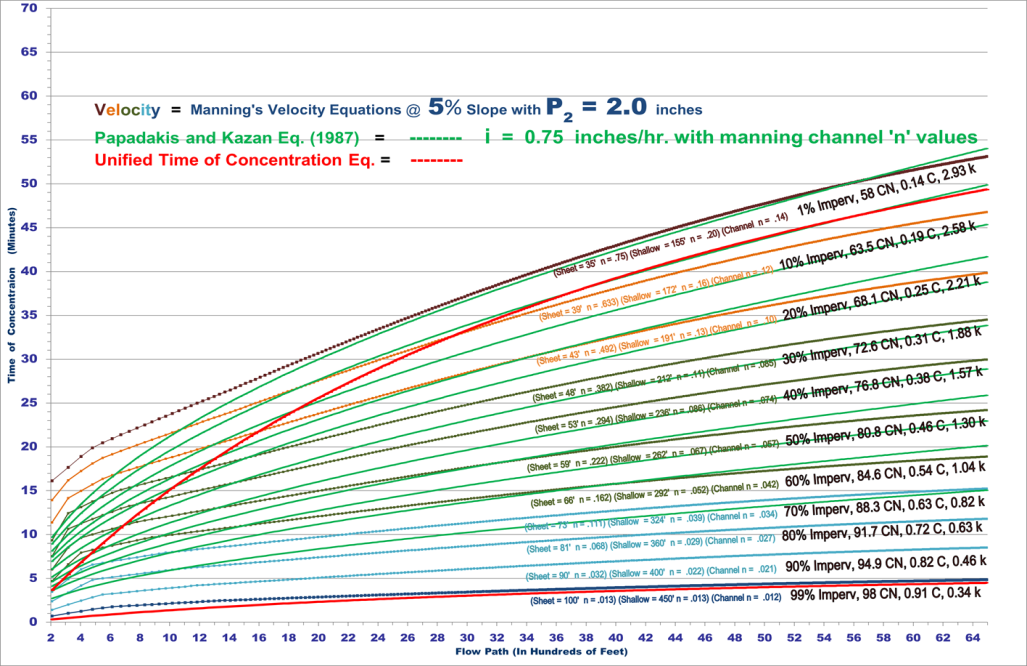 70
65
60
55
50
45
40
35
30
25
20
15
10
5
0
Time of Concentraion (Minutes)
Velocity = Manning's Velocity Equations @ 5% Slope with P2 = 2.0 inches
Papadakis and Kazan Eq. (1987) = -------- i = 0.75 inches/hr. with manning channel 'n' values
Unified Time of Concentration Eq. = --------
(Sheet = 35' n = .75) (Shallow = 155' n = .20) (Channel n = .14)
1% Imperv, 58 CN, 0.14 C, 2.93 k
(Sheet = 39' n = .633) (Shallow = 172' n = .16) (Channel n = .12)
10% Imperv, 63.5 CN, 0.19 C, 2.58 k
(Sheet = 43' n = .492) (Shallow = 191' n = .13) (Channel n = .10)
20% Imperv, 68.1 CN, 0.25 C, 2.21 k
(Sheet = 48' n = .382) (Shallow = 212' n = .11) (Channel n = .085)
30% Imperv, 72.6 CN, 0.31 C, 1.88 k
(Sheet = 53' n = .294) (Shallow = 236' n = .086) (Channel n = .074)
40% Imperv, 76.8 CN, 0.38 C, 1.57 k
(Sheet = 59' n = .222) (Shallow = 262' n = .067) (Channel n = .057)
50% Imperv, 80.8 CN, 0.46 C, 1.30 k
(Sheet = 66' n = .162) (Shallow = 292' n = .052) (Channel n = .042)
60% Imperv, 84.6 CN, 0.54 C, 1.04 k
(Sheet = 73' n = .111) (Shallow = 324' n = .039) (Channel n = .034)
70% Imperv, 88.3 CN, 0.63 C, 0.82 k
(Sheet = 81' n = .068) (Shallow = 360' n = .029) (Channel n = .027)
80% Imperv, 91.7 CN, 0.72 C, 0.63 k
(Sheet = 90' n = .032) (Shallow = 400' n = .022) (Channel n = .021)
90% Imperv, 94.9 CN, 0.82 C, 0.46 k
(Sheet = 100' n = .013) (Shallow = 450' n = .013) (Channel n = .012)
99% Imperv, 98 CN, 0.91 C, 0.34 k
2 4 6 8 10 12 14 16 18 20 22 24 26 28 30 32 34 36 38 40 42 44 46 48 50 52 54 56 58 60 62 64
Flow Path (In Hundreds of Feet)